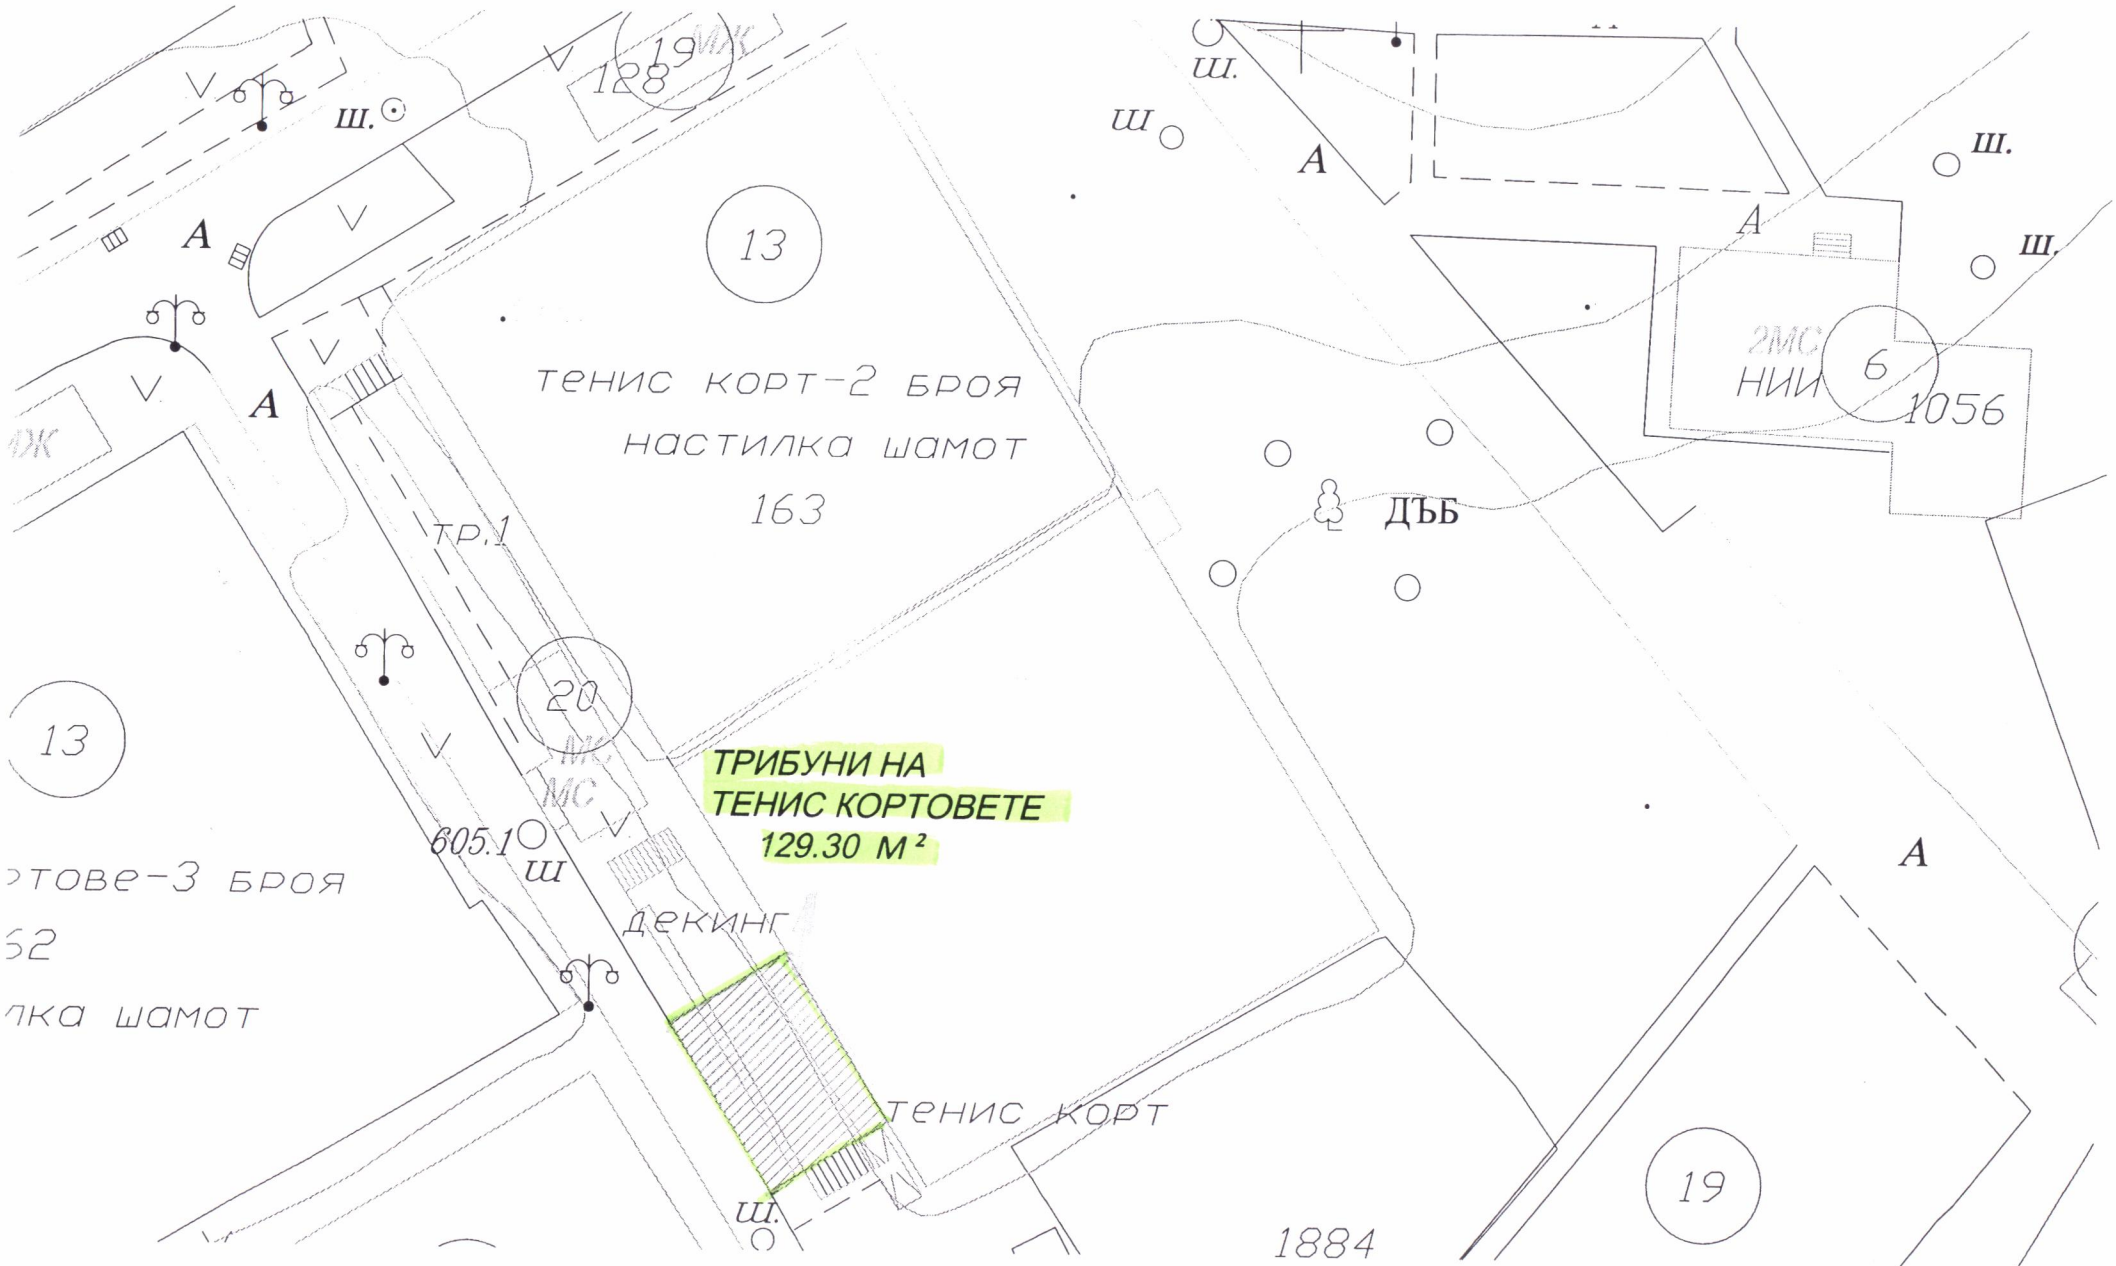 19
МЖ
128
Ш.
ш.
Ш
А
ш.
А
13
А
ш.
тенис корт-2 броя
2МС
НИИ
6
1056
А
настилка шамот
МЖ
163
ДЪБ
тр.1
20
13
МС
МС
ТРИБУНИ НА
ТЕНИС КОРТОВЕТЕ
129.30 М²
605.1
Ш
А
ртове-3 броя
декинг
62
лка шамот
тенис корт
19
Ш.
1884